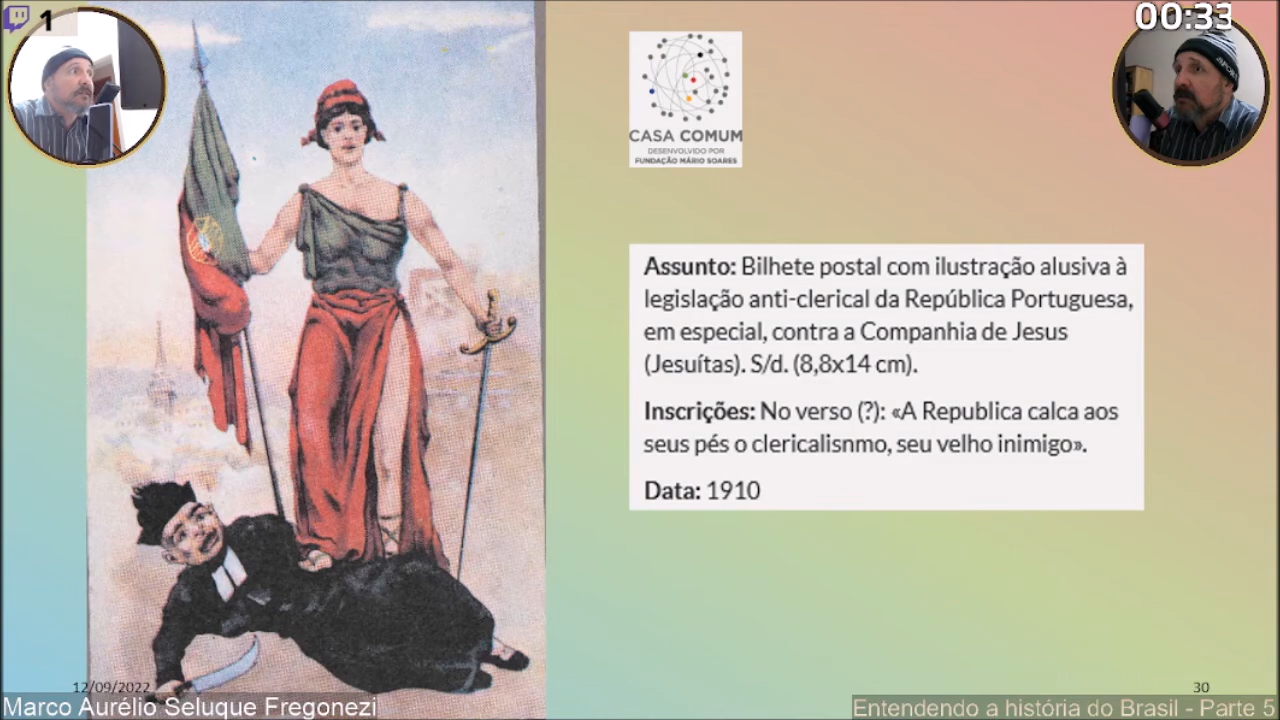 1
00:33
CASA COMUM
DESENVOLVIDO POR
FUNDAÇÃO MÁRIO SOARES
Assunto: Bilhete postal com ilustração alusiva à
legislação anti-clerical da República Portuguesa,
em especial, contra a Companhia de Jesus
(Jesuítas). S/d. (8,8x14 cm).
Inscrições: No verso (?): «A Republica calca aos
seus pés o clericalisnmo, seu velho inimigo».
Data: 1910
12/09/2022
30
Marco Aurélio Seluque Fregonezi
Entendendo a história do Brasil - Parte 5